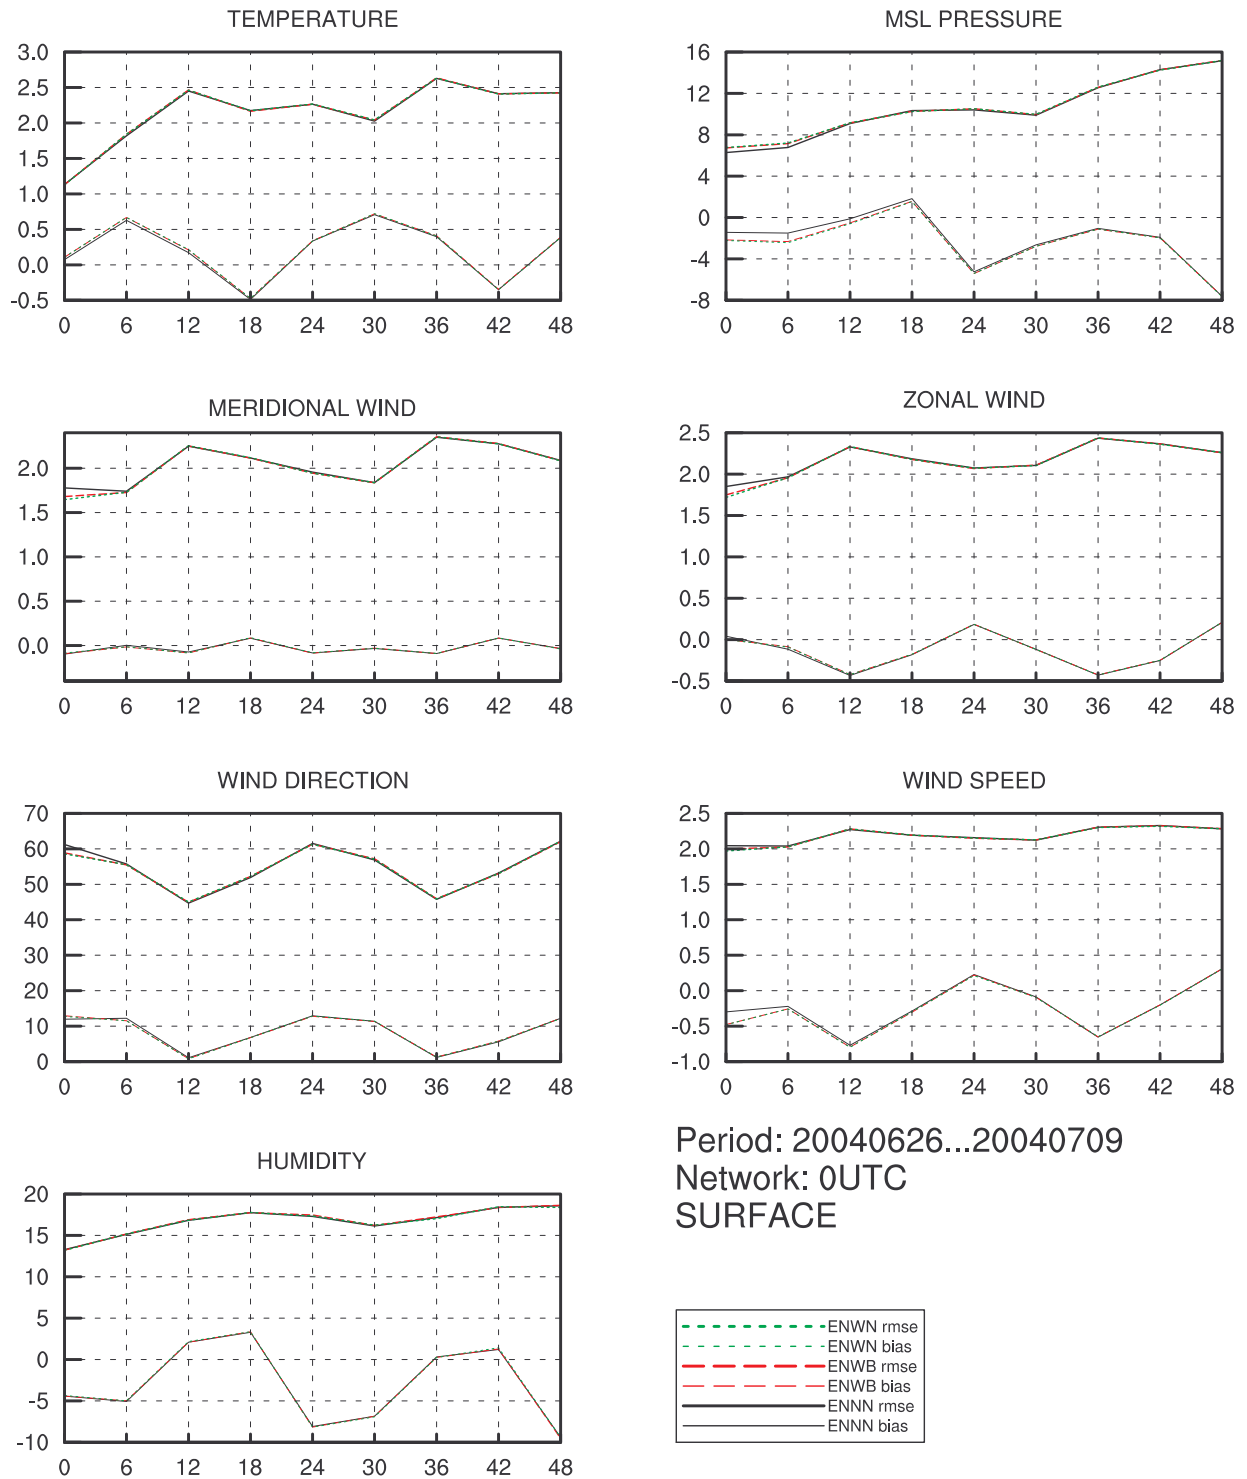 TEMPERATURE
3.0
2.5
2.0
1.5
1.0
0.5
0.0
-0.5
0 6 12 18 24 30 36 42 48
MSL PRESSURE
16
12
8
4
0
-4
-8
0 6 12 18 24 30 36 42 48
MERIDIONAL WIND
2.0
1.5
1.0
0.5
0.0
0 6 12 18 24 30 36 42 48
ZONAL WIND
2.5
2.0
1.5
1.0
0.5
0.0
-0.5
0 6 12 18 24 30 36 42 48
WIND DIRECTION
70
60
50
40
30
20
10
0
0 6 12 18 24 30 36 42 48
WIND SPEED
2.5
2.0
1.5
1.0
0.5
0.0
-0.5
-1.0
0 6 12 18 24 30 36 42 48
HUMIDITY
20
15
10
5
0
-5
-10
0 6 12 18 24 30 36 42 48
Period: 20040626...20040709
Network: 0UTC
SURFACE
ENWN rmse
ENWN bias
ENWB rmse
ENWB bias
ENNN rmse
ENNN bias